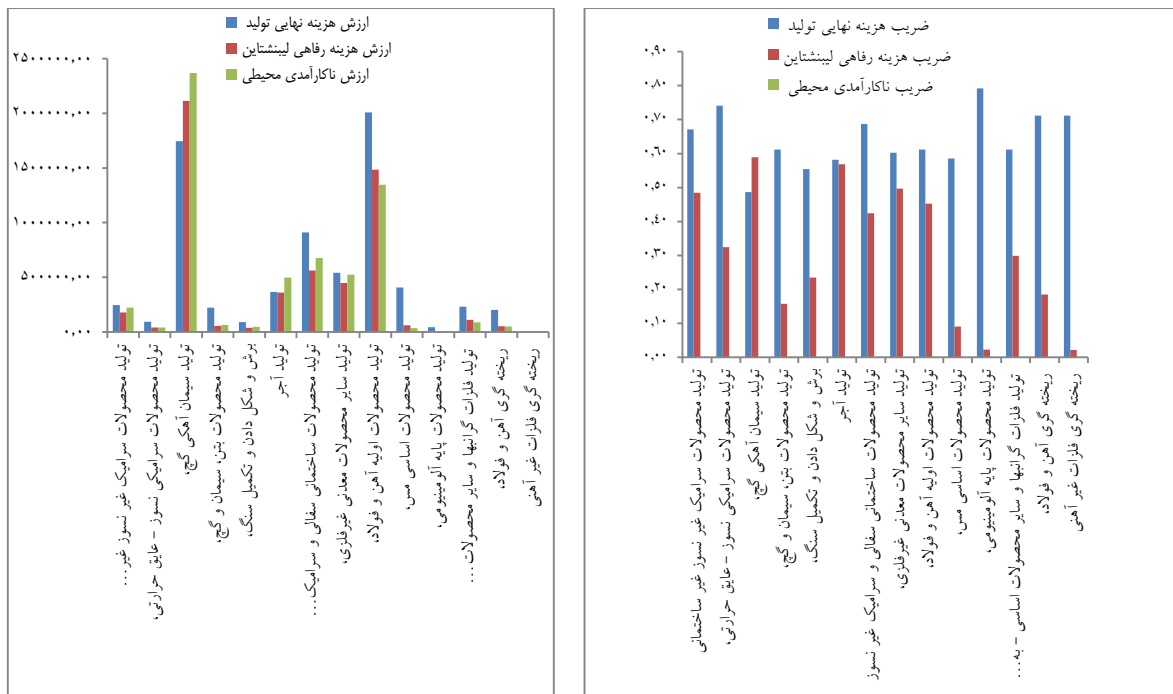 ارزش هزینه نهایی تولید
ارزش هزینه رفاهی لیبنشتاین
ارزش ناکارآمدی محیطی
۲۵۰۰۰۰۰,۰۰
۲۰۰۰۰۰۰,۰۰
۱۵۰۰۰۰۰,۰۰
۱۰۰۰۰۰۰,۰۰
۵۰۰۰۰۰,۰۰
۰,۰۰
تولید محصولات سرامیک غیر نسوز غیر...
تولید محصولات سرامیکی نسوز - عایق حرارتی،
تولید سیمان آهکی گچ،
تولید محصولات بتن، سیمان و گچ،
برش و شکل دادن و تکمیل سنگ،
تولید آجر
تولید محصولات ساختمانی سفالی و سرامیک...
تولید سایر محصولات معدنی غیرفلزی،
تولید محصولات اولیه آهن و فولاد،
تولید محصولات اساسی مس،
تولید محصولات پایه آلومینیومی،
تولید فلزات گرانبها و سایر محصولات...
ریخته گری آهن و فولاد،
ریخته گری فلزات غیر آهنی
ضریب هزینه نهایی تولید
ضریب هزینه رفاهی لیبنشتاین
ضریب ناکارآمدی محیطی
۰,۹۰
۰,۸۰
۰,۷۰
۰,۶۰
۰,۵۰
۰,۴۰
۰,۳۰
۰,۲۰
۰,۱۰
۰,۰۰
تولید محصولات سرامیک غیر نسوز غیر ساختمانی
تولید محصولات سرامیکی نسوز -عایق حرارتی،
تولید سیمان آهکی گچ،
تولید محصولات بتن، سیمان و گچ،
برش و شکل دادن و تکمیل سنگ،
تولید آجر
تولید محصولات ساختمانی سفالی و سرامیک غیر نسوز
تولید سایر محصولات معدنی غیرفلزی،
تولید محصولات اولیه آهن و فولاد،
تولید محصولات اساسی مس،
تولید محصولات پایه آلومینیومی،
تولید فلزات گرانبها و سایر محصولات اساسی - به...
ریخته گری آهن و فولاد،
ریخته گری فلزات غیر آهنی